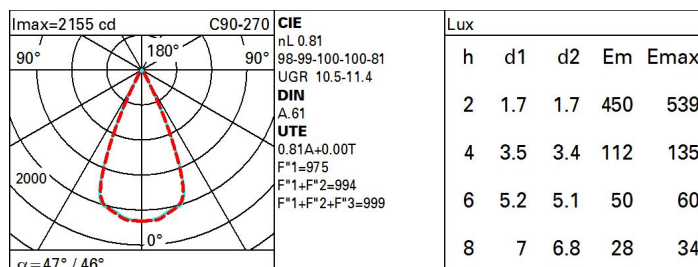 Imax=2155 cd C90-270
180°
90° 90°
2000
0°
α=47° / 46°
CIE
nL 0.81
98-99-100-100-81
UGR 10.5-11.4
DIN
A.61
UTE
0.81A+0.00T
F"1=975
F"1+F"2=994
F"1+F"2+F"3=999
Lux
h d1 d2 Em Emax
2 1.7 1.7 450 539
4 3.5 3.4 112 135
6 5.2 5.1 50 60
8 7 6.8 28 34